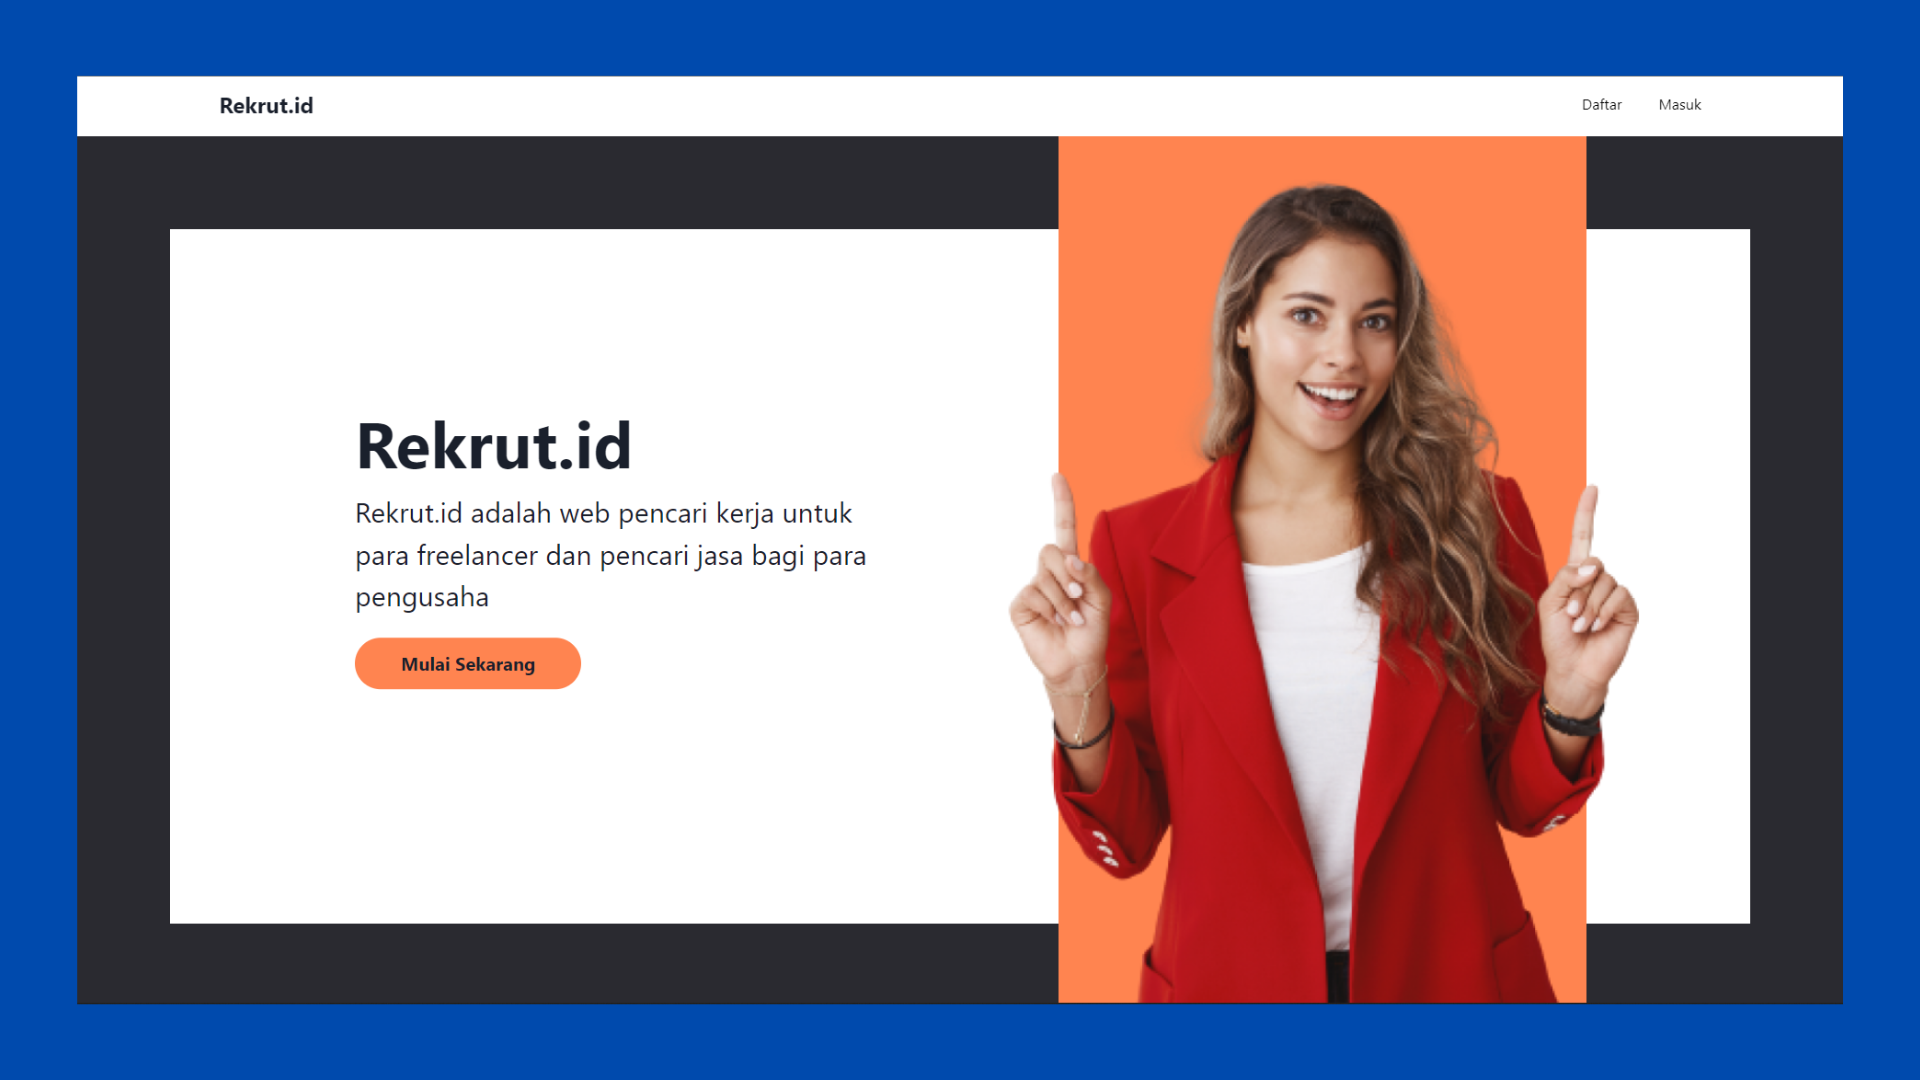 Rekrut.id
Daftar
Masuk
Rekrut.id
Rekrut.id adalah web pencari kerja untuk
para freelancer dan pencari jasa bagi para
pengusaha
Mulai Sekarang